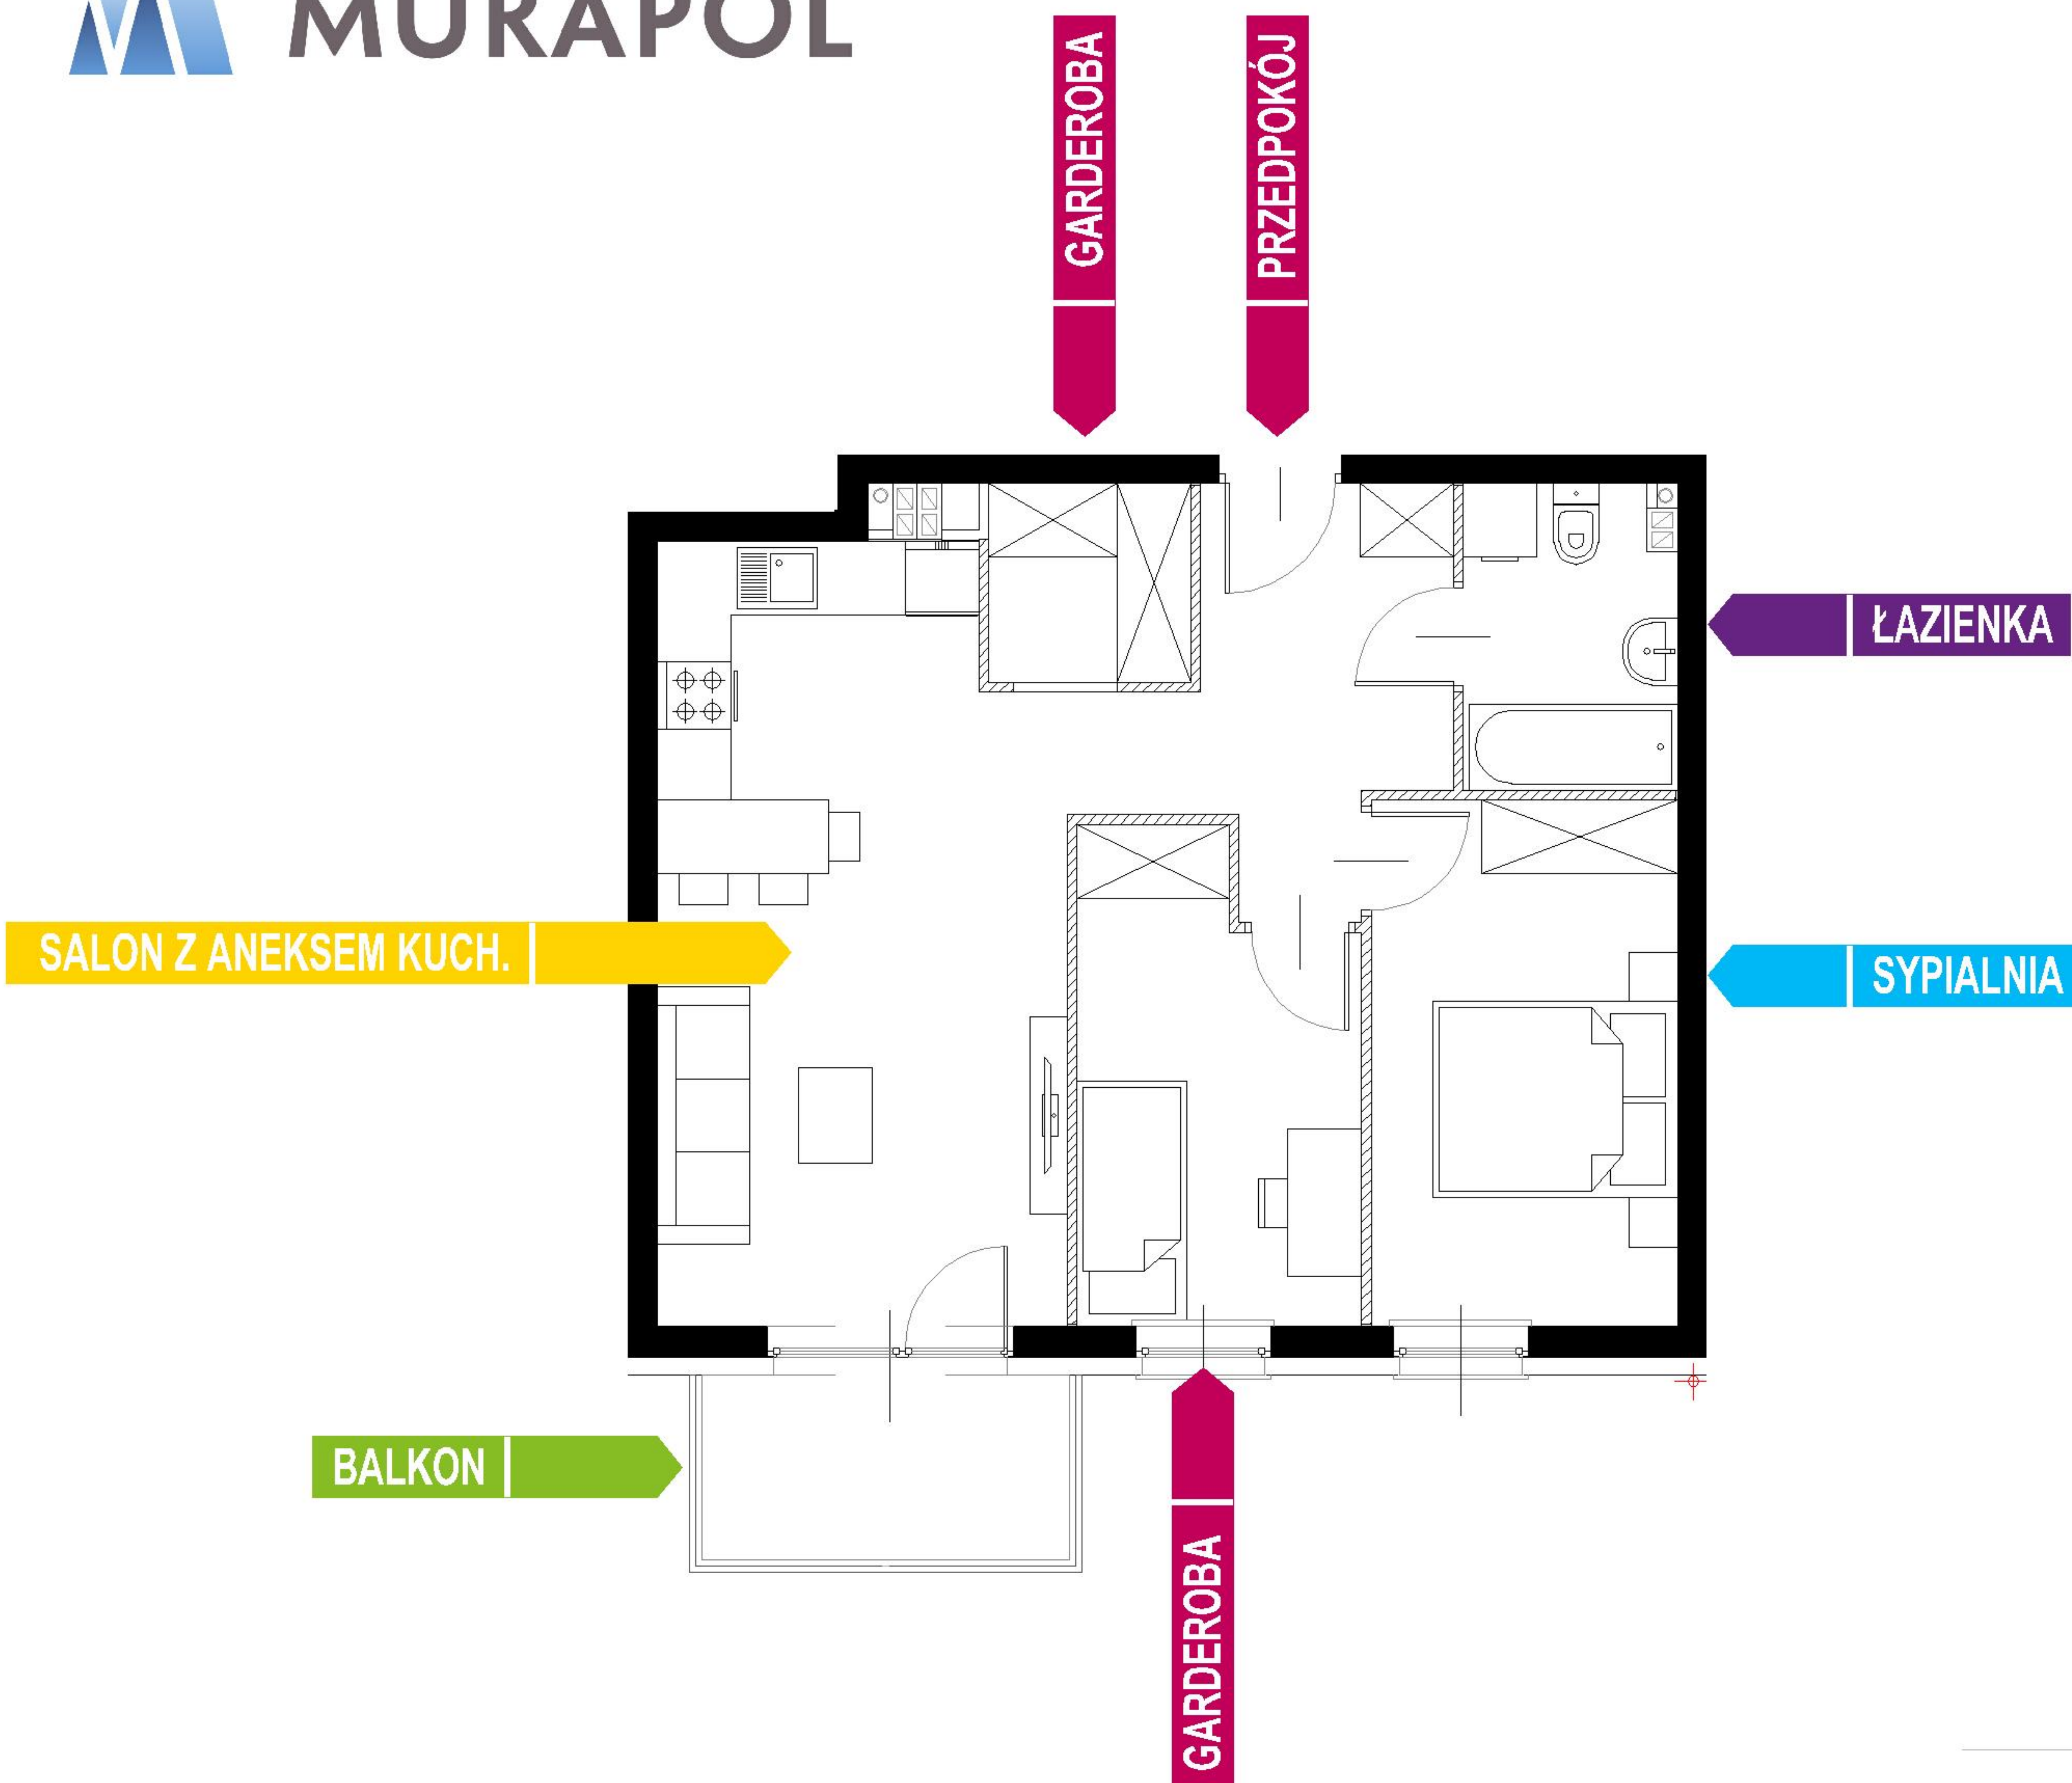 MURAPOL
GARDEROBA
PRZEDPOKÓJ
ŁAZIENKA
SALON Z ANEKSEM KUCH.
SYPIALNIA
BALKON
GARDEROBA